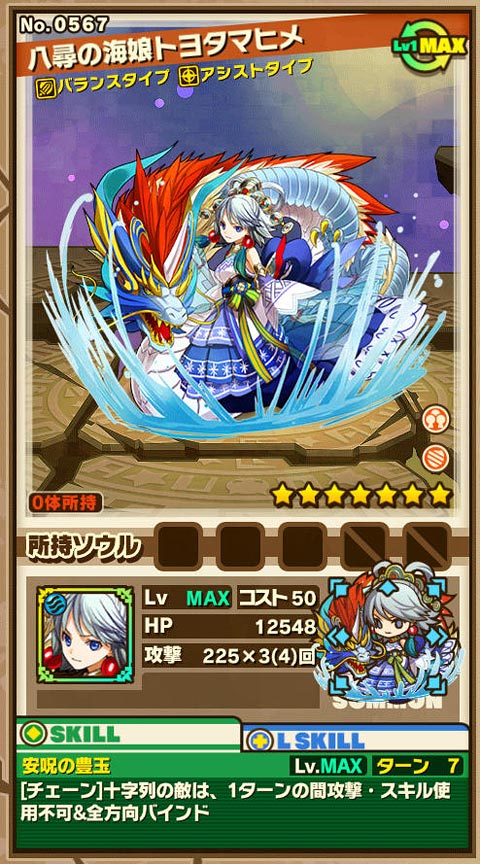 No.0567
八尋の海娘トヨタマヒメ
Lv1 MAX
バランスタイプ アシストタイプ
0体所持
所持ソウル
Lv MAX コスト 50
HP 12548
攻撃 225×3(4)回
SUMMON
SKILL
L SKILL
安呪の豊玉 Lv.MAX ターン 7
[チェーン]十字列の敵は、1ターンの間攻撃・スキル使
用不可&全方向バインド